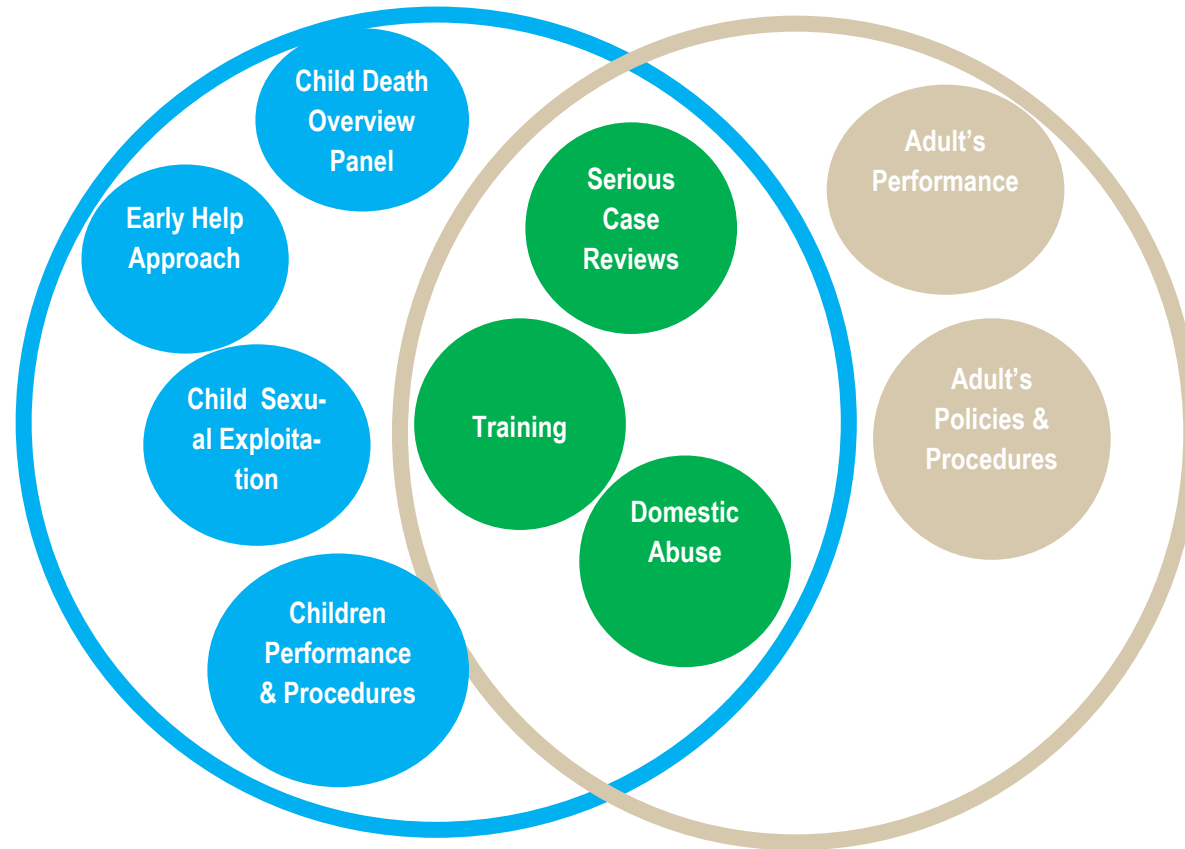 Child Death
Overview
Panel
Early Help
Approach
Child  Sexu-
al Exploita-
tion
Children
Performance
& Procedures
Serious
Case
Reviews
Training
Domestic
Abuse
Adult’s
Performance
Adult’s
Policies &
Procedures